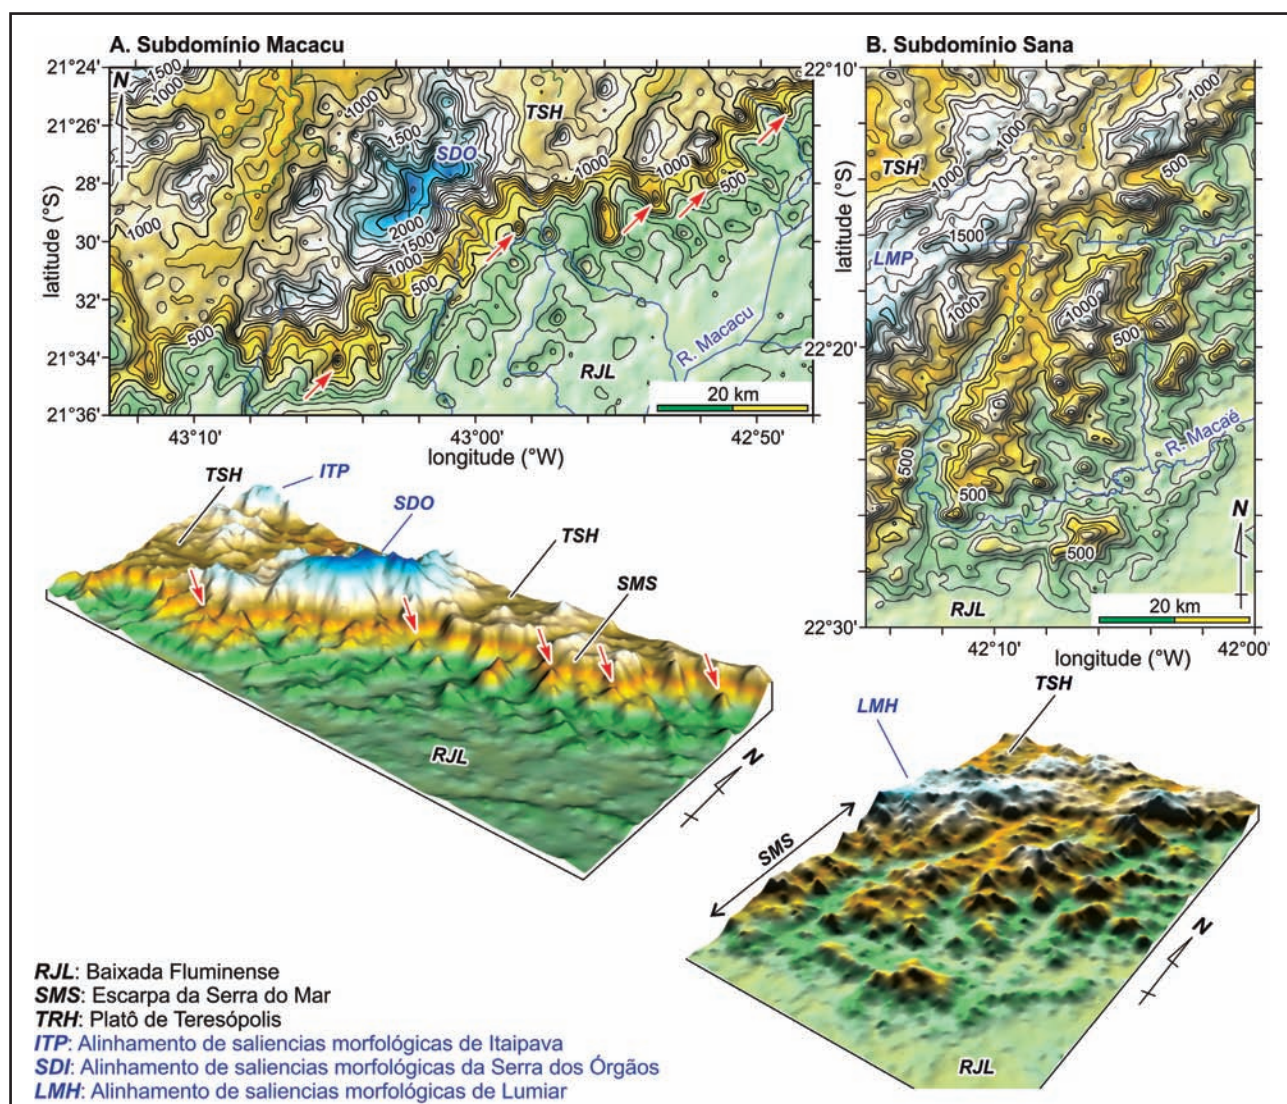 A. Subdomínio Macacu
21°24'
26'
28'
30'
32'
21°34'
21°36'
latitude (°S)
N
1500
1000
1000
1500
TSH
SDO
2000
1500
1000
500
1000
1000
500
1000
500
R. Macacu
RJL
20 km
43°10'
43°00'
42°50'
longitude (°W)
B. Subdomínio Sana
22°10'
22°20'
22°30'
latitude (°S)
TSH
1000
1000
1000
500
1500
LMP
1000
1000
500
500
500
500
R. Macaé
N
RJL
20 km
42°10'
42°00'
longitude (°W)
TSH
ITP
SDO
TSH
SMS
RJL
N
LMH
TSH
SMS
N
RJL
RJL: Baixada Fluminense
SMS: Escarpa da Serra do Mar
TRH: Platô de Teresópolis
ITP: Alinhamento de saliencias morfológicas de Itaipava
SDI: Alinhamento de saliencias morfológicas da Serra dos Órgãos
LMH: Alinhamento de saliencias morfológicas de Lumiar